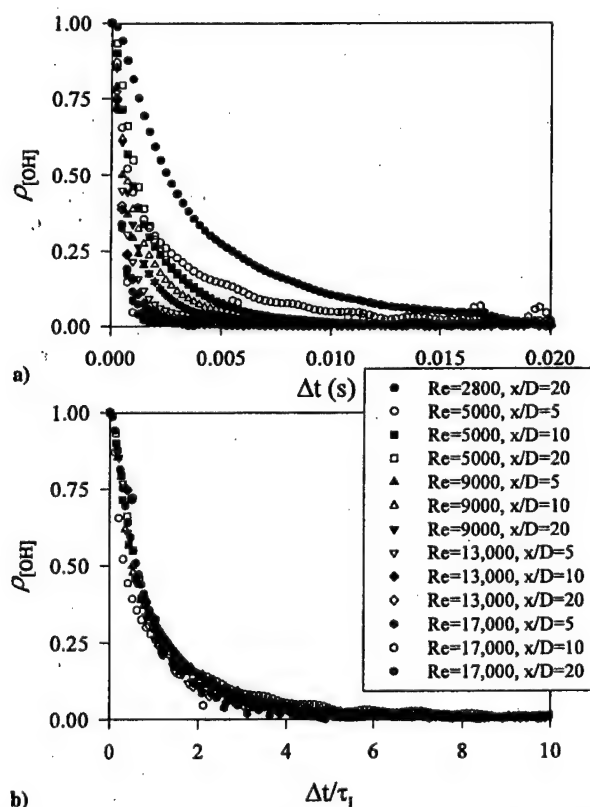 1.00
0.75
0.50
0.25
0.00
ρ[OH]
0.000 0.005 0.010 0.015 0.020
a)
Δt (s)
Re=2800, x/D=20
Re=5000, x/D=5
Re=5000, x/D=10
Re=5000, x/D=20
Re=9000, x/D=5
Re=9000, x/D=10
Re=9000, x/D=20
Re=13,000, x/D=5
Re=13,000, x/D=10
Re=13,000, x/D=20
Re=17,000, x/D=5
Re=17,000, x/D=10
Re=17,000, x/D=20
1.00
0.75
0.50
0.25
0.00
ρ[OH]
0 2 4 6 8 10
b)
Δt/τI